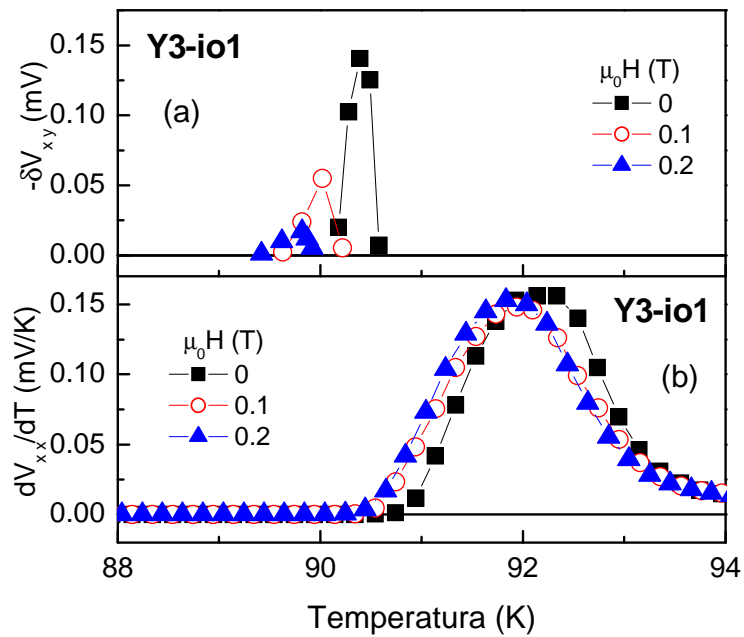 Y3-io1
(a)
μ₀H (T)
0
0.1
0.2
-δV_xy (mV)
0.15
0.10
0.05
0.00
Y3-io1
(b)
μ₀H (T)
0
0.1
0.2
dV_xx/dT (mV/K)
0.15
0.10
0.05
0.00
88 90 92 94
Temperatura (K)